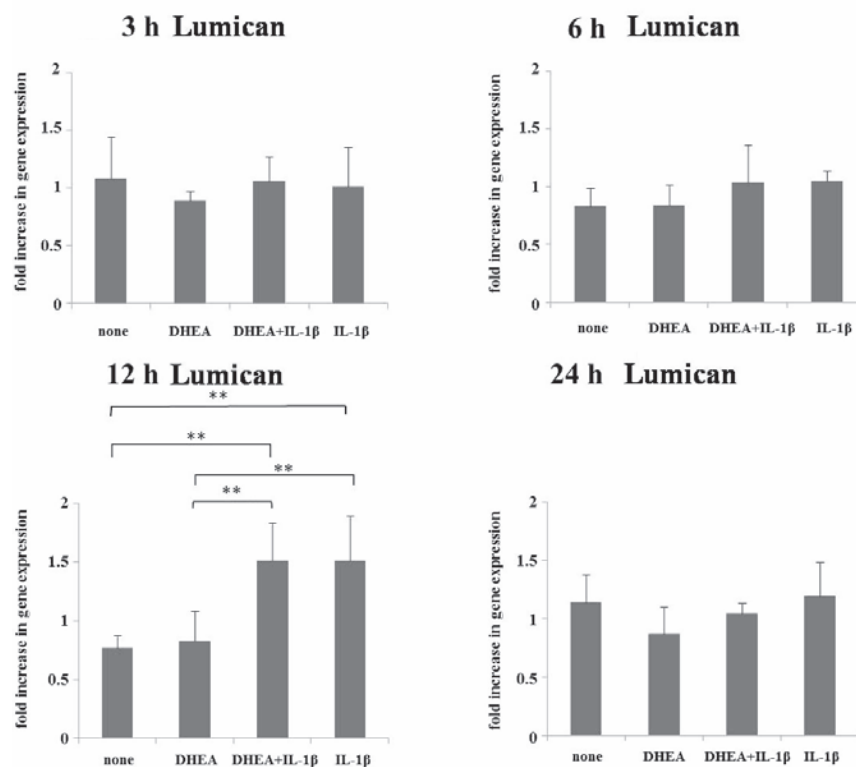 3 h Lumican
fold increase in gene expression
2
1.5
1
0.5
0
none DHEA DHEA+IL-1β IL-1β
6 h Lumican
fold increase in gene expression
2
1.5
1
0.5
0
none DHEA DHEA+IL-1β IL-1β
12 h Lumican
**
**
**
**
fold increase in gene expression
2
1.5
1
0.5
0
none DHEA DHEA+IL-1β IL-1β
24 h Lumican
fold increase in gene expression
2
1.5
1
0.5
0
none DHEA DHEA+IL-1β IL-1β